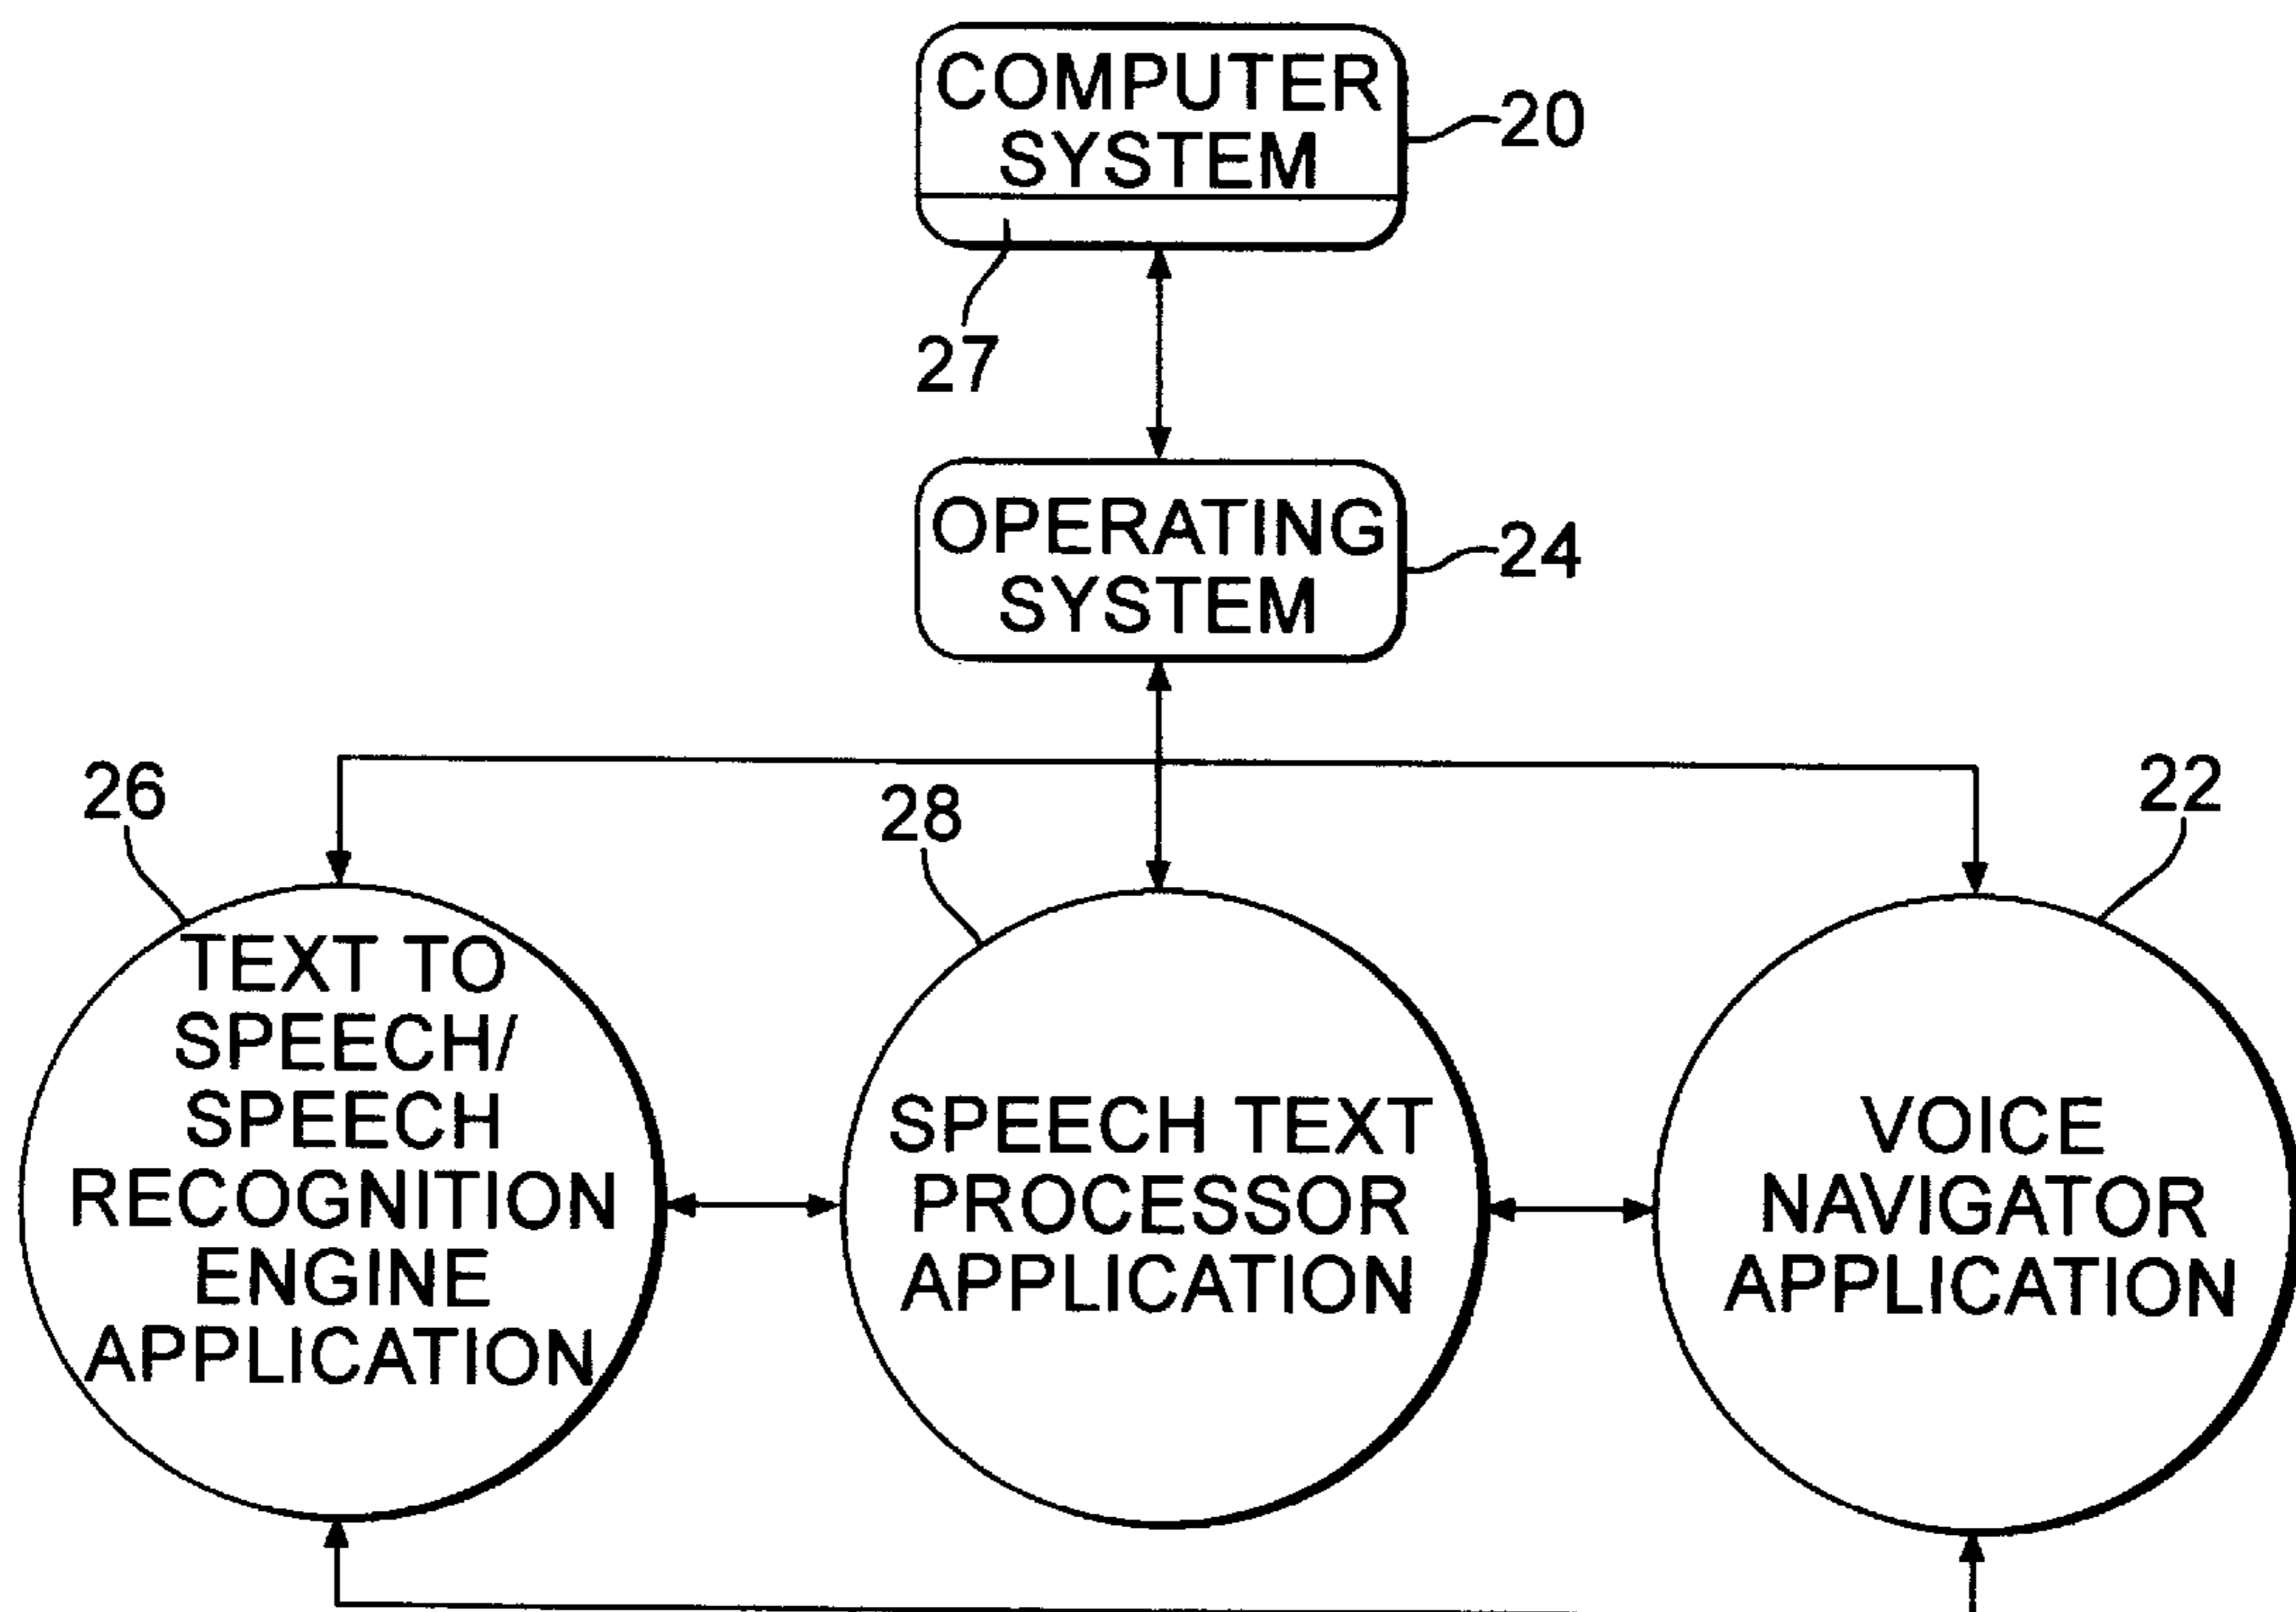 COMPUTER
SYSTEM
20
27
OPERATING
SYSTEM
24
26
28
22
TEXT TO
SPEECH/
SPEECH
RECOGNITION
ENGINE
APPLICATION
SPEECH TEXT
PROCESSOR
APPLICATION
VOICE
NAVIGATOR
APPLICATION